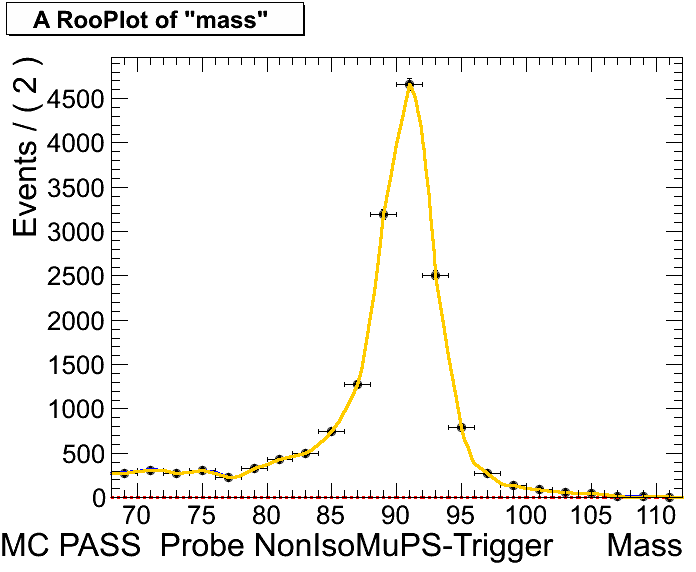 A RooPlot of "mass"
Events / ( 2 )
4500
4000
3500
3000
2500
2000
1500
1000
500
0
70 75 80 85 90 95 100 105 110
MC PASS Probe NonIsoMuPS-Trigger Mass